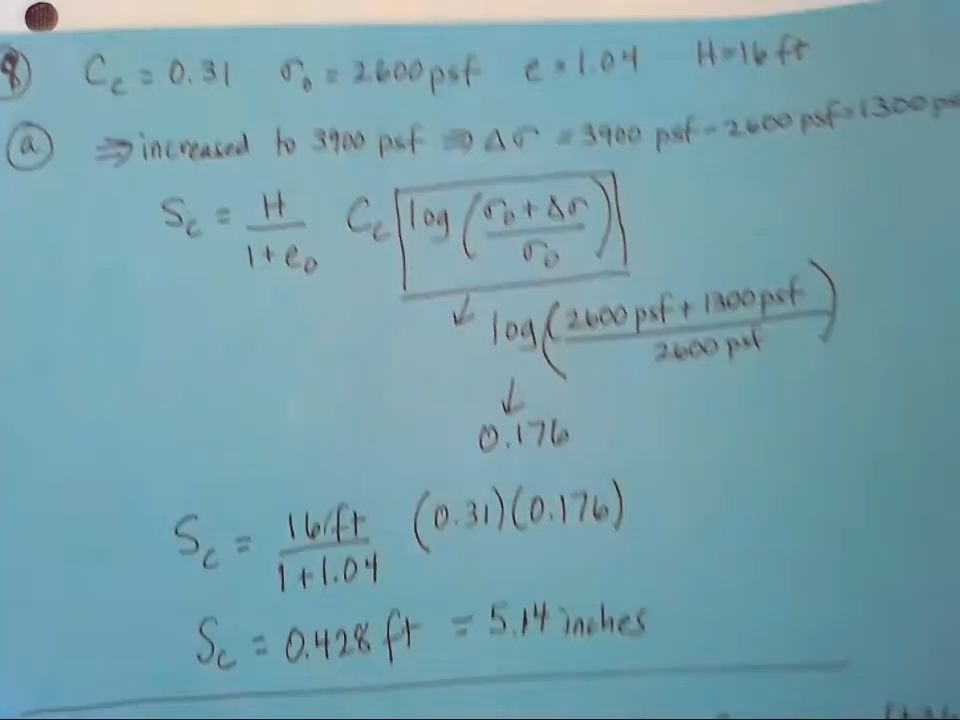 8) Cc = 0.31 σ₀ = 2600 psf e = 1.04 H=16 ft
(a) ⇒ increased to 3900 psf ⇒ Δσ = 3900 psf - 2600 psf = 1300 psf
Sc = H / (1 + e₀) Cc [log((σ₀ + Δσ) / σ₀)]
↓ log((2600 psf + 1300 psf) / 2600 psf)
↓
0.176
Sc = 16 ft / (1 + 1.04) (0.31)(0.176)
Sc = 0.428 ft = 5.14 inches